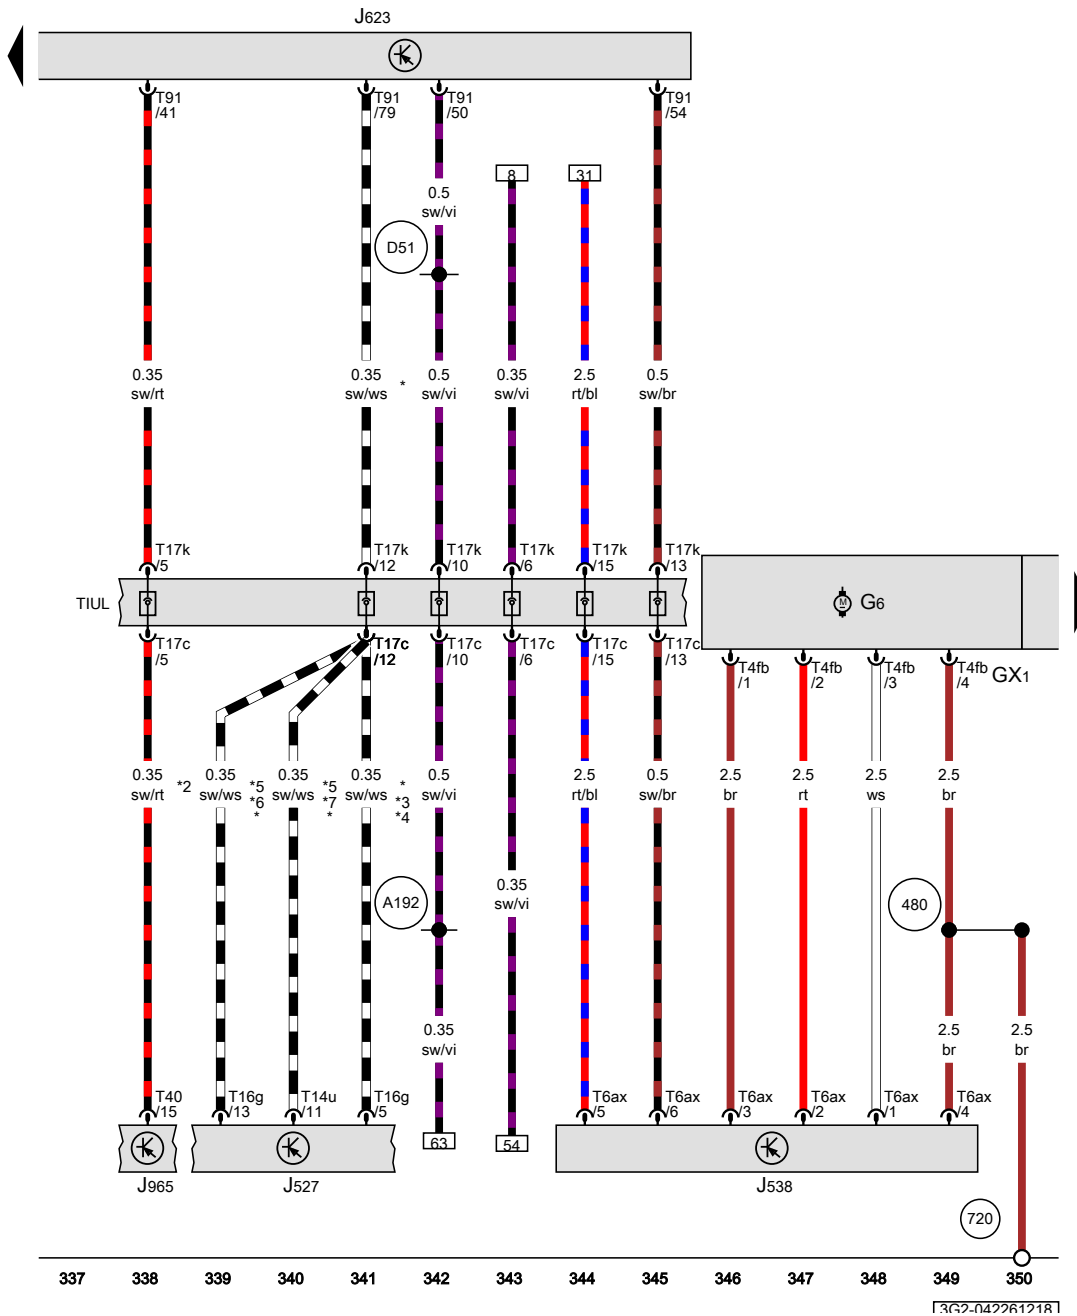 J623
T91 T91 T91 T91
/41 /79 /50 /54
8 31
0.5
sw/vi
D51
0.35 0.35 0.5 0.35 2.5 0.5
sw/rt sw/ws * sw/vi sw/vi rt/bl sw/br
T17k T17k T17k T17k T17k T17k
/5 /12 /10 /6 /15 /13
TIUL M G6
T17c T17c T17c T17c T17c T17c
/5 /12 /10 /6 /15 /13
T4fb T4fb T4fb T4fb
/1 /2 /3 /4
GX1
0.35 0.35 0.35 0.35 0.5 2.5 0.5 2.5 2.5 2.5 2.5
sw/rt *2 sw/ws *5 sw/ws *5 sw/ws * sw/vi rt/bl sw/br br rt ws br
*6 *7 *3
* * *4
0.35
sw/vi
A192 480
0.35 2.5 2.5
sw/vi br br
T40 T16g T14u T16g T6ax T6ax T6ax T6ax T6ax T6ax
/15 /13 /11 /5 /5 /6 /3 /2 /1 /4
63 54
J965 J527 J538
720
337 338 339 340 341 342 343 344 345 346 347 348 349 350
3G2-042261218